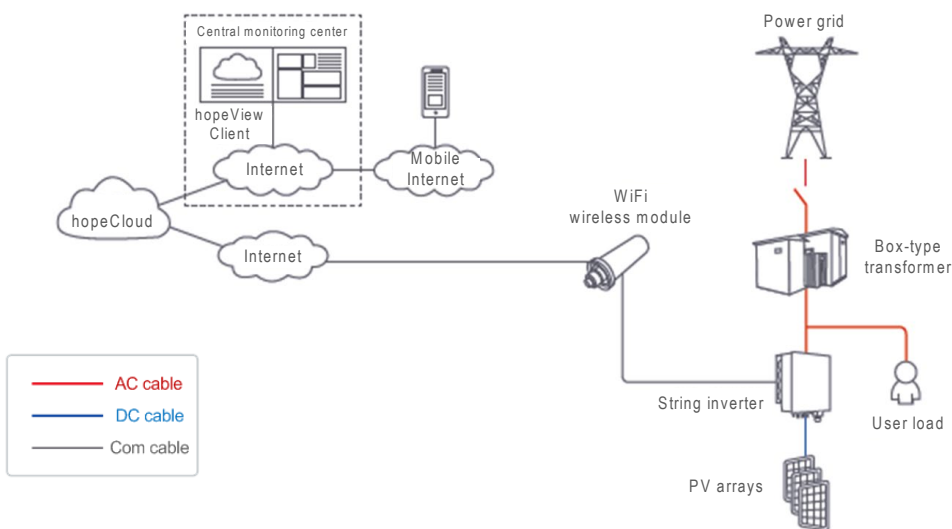 Central monitoring center
hopeView
Client
Internet
Mobile
Internet
hopeCloud
Internet
WiFi
wireless module
Power grid
Box-type
transformer
String inverter
User load
PV arrays
AC cable
DC cable
Com cable